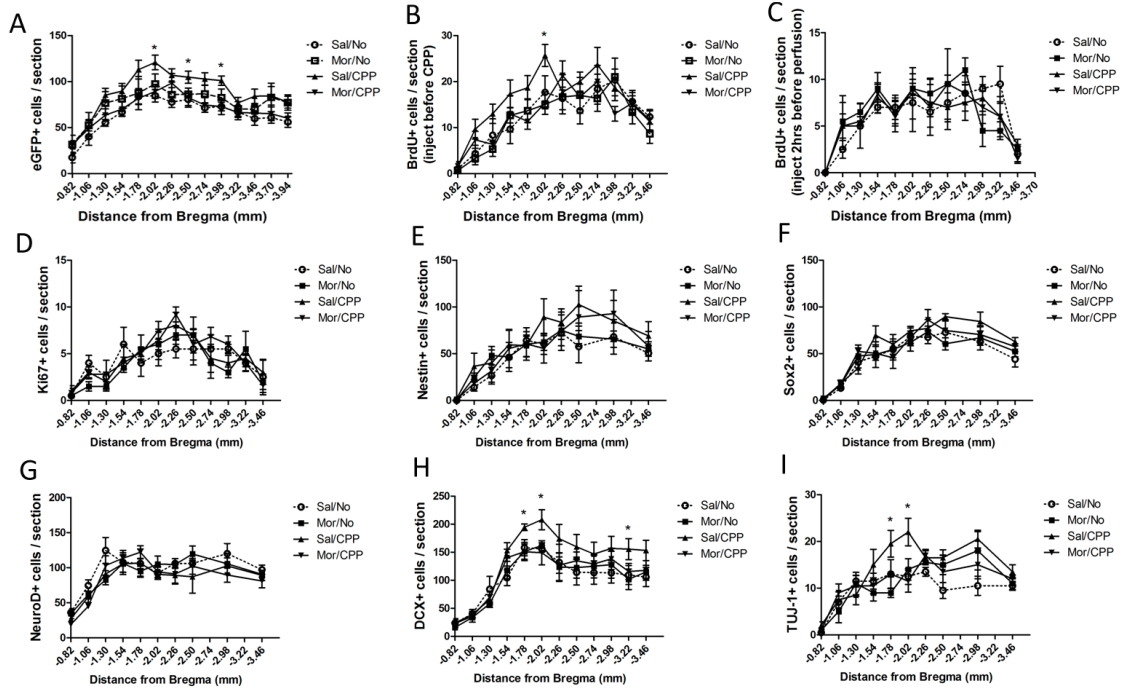 A
eGFP+ cells / section
150
100
50
0
*
*
*
Sal/No
Mor/No
Sal/CPP
Mor/CPP
-0.82
-1.06
-1.30
-1.54
-1.78
-2.02
-2.26
-2.50
-2.98
-3.22
-3.46
-3.70
-3.94
Distance from Bregma (mm)
B
BrdU+ cells / section
(inject before CPP)
30
20
10
0
*
Sal/No
Mor/No
Sal/CPP
Mor/CPP
-0.82
-1.06
-1.30
-1.54
-1.78
-2.02
-2.26
-2.50
-2.74
-2.98
-3.22
-3.46
Distance from Bregma (mm)
C
BrdU+ cells / section
(inject 2hrs before perfusion)
15
10
5
0
Sal/No
Mor/No
Sal/CPP
Mor/CPP
-0.82
-1.06
-1.30
-1.54
-1.78
-2.02
-2.26
-2.50
-2.74
-2.98
-3.22
-3.46
-3.70
Distance from Bregma (mm)
D
Ki67+ cells / section
15
10
5
0
Sal/No
Mor/No
Sal/CPP
Mor/CPP
-0.82
-1.06
-1.30
-1.54
-1.78
-2.02
-2.26
-2.50
-2.74
-2.98
-3.22
-3.46
Distance from Bregma (mm)
E
Nestin+ cells / section
150
100
50
0
Sal/No
Mor/No
Sal/CPP
Mor/CPP
-0.82
-1.06
-1.30
-1.54
-1.78
-2.02
-2.26
-2.50
-2.74
-2.98
-3.22
-3.46
Distance from Bregma (mm)
F
Sox2+ cells / section
150
100
50
0
Sal/No
Mor/No
Sal/CPP
Mor/CPP
-0.82
-1.06
-1.30
-1.54
-1.78
-2.02
-2.26
-2.50
-2.74
-2.98
-3.22
-3.46
Distance from Bregma (mm)
G
NeuroD+ cells / section
200
150
100
50
0
Sal/No
Mor/No
Sal/CPP
Mor/CPP
-0.82
-1.06
-1.30
-1.54
-1.78
-2.02
-2.26
-2.50
-2.74
-2.98
-3.22
-3.46
Distance from Bregma (mm)
H
DCX+ cells / section
250
200
150
100
50
0
*
*
*
Sal/No
Mor/No
Sal/CPP
Mor/CPP
-0.82
-1.06
-1.30
-1.54
-1.78
-2.02
-2.26
-2.50
-2.74
-2.98
-3.22
-3.46
Distance from Bregma (mm)
I
TUJ-1+ cells / section
30
20
10
0
*
*
Sal/No
Mor/No
Sal/CPP
Mor/CPP
-0.82
-1.06
-1.30
-1.54
-1.78
-2.02
-2.26
-2.50
-2.74
-2.98
-3.22
-3.46
Distance from Bregma (mm)